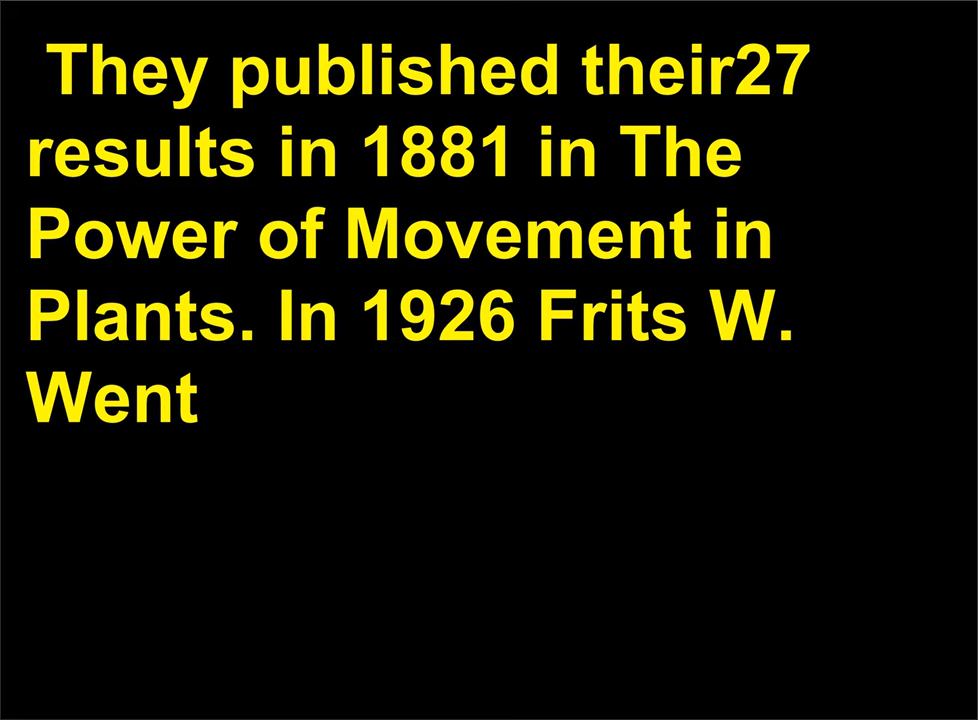 They published their27
results in 1881 in The
Power of Movement in
Plants. In 1926 Frits W.
Went